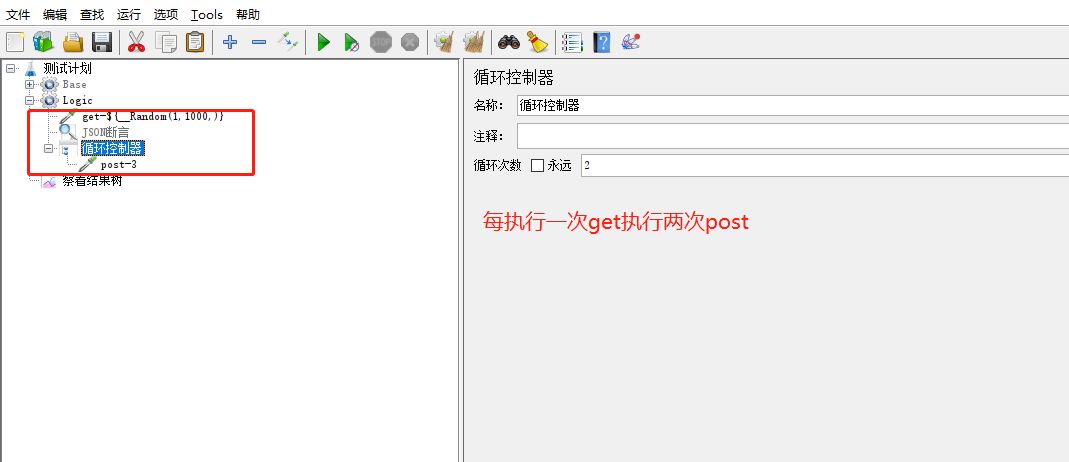 文件 编辑 查找 运行 选项 Tools 帮助
STOP
测试计划
Base
Logic
get-${__Random(1,1000,)}
JSON断言
循环控制器
post-3
察看结果树
循环控制器
名称: 循环控制器
注释:
循环次数 永远 2
每执行一次get执行两次post